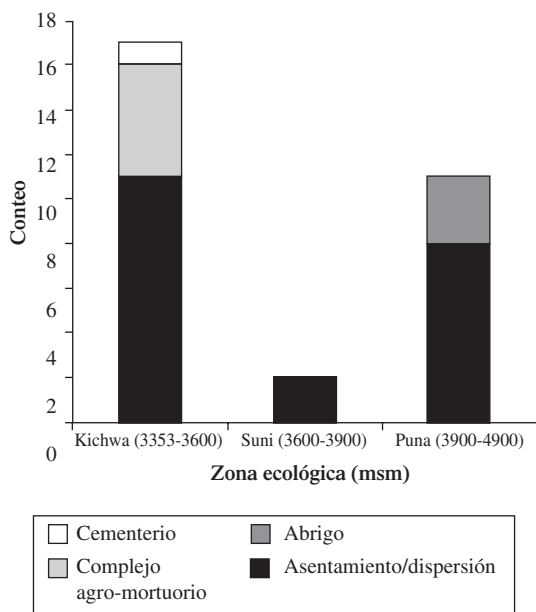 18
16
14
12
10
8
6
4
2
0
Conteo
Kichwa (3353-3600) Suni (3600-3900) Puna (3900-4900)
Zona ecológica (msm)
Cementerio
Abrigo
Complejo
agro-mortuorio
Asentamiento/dispersión